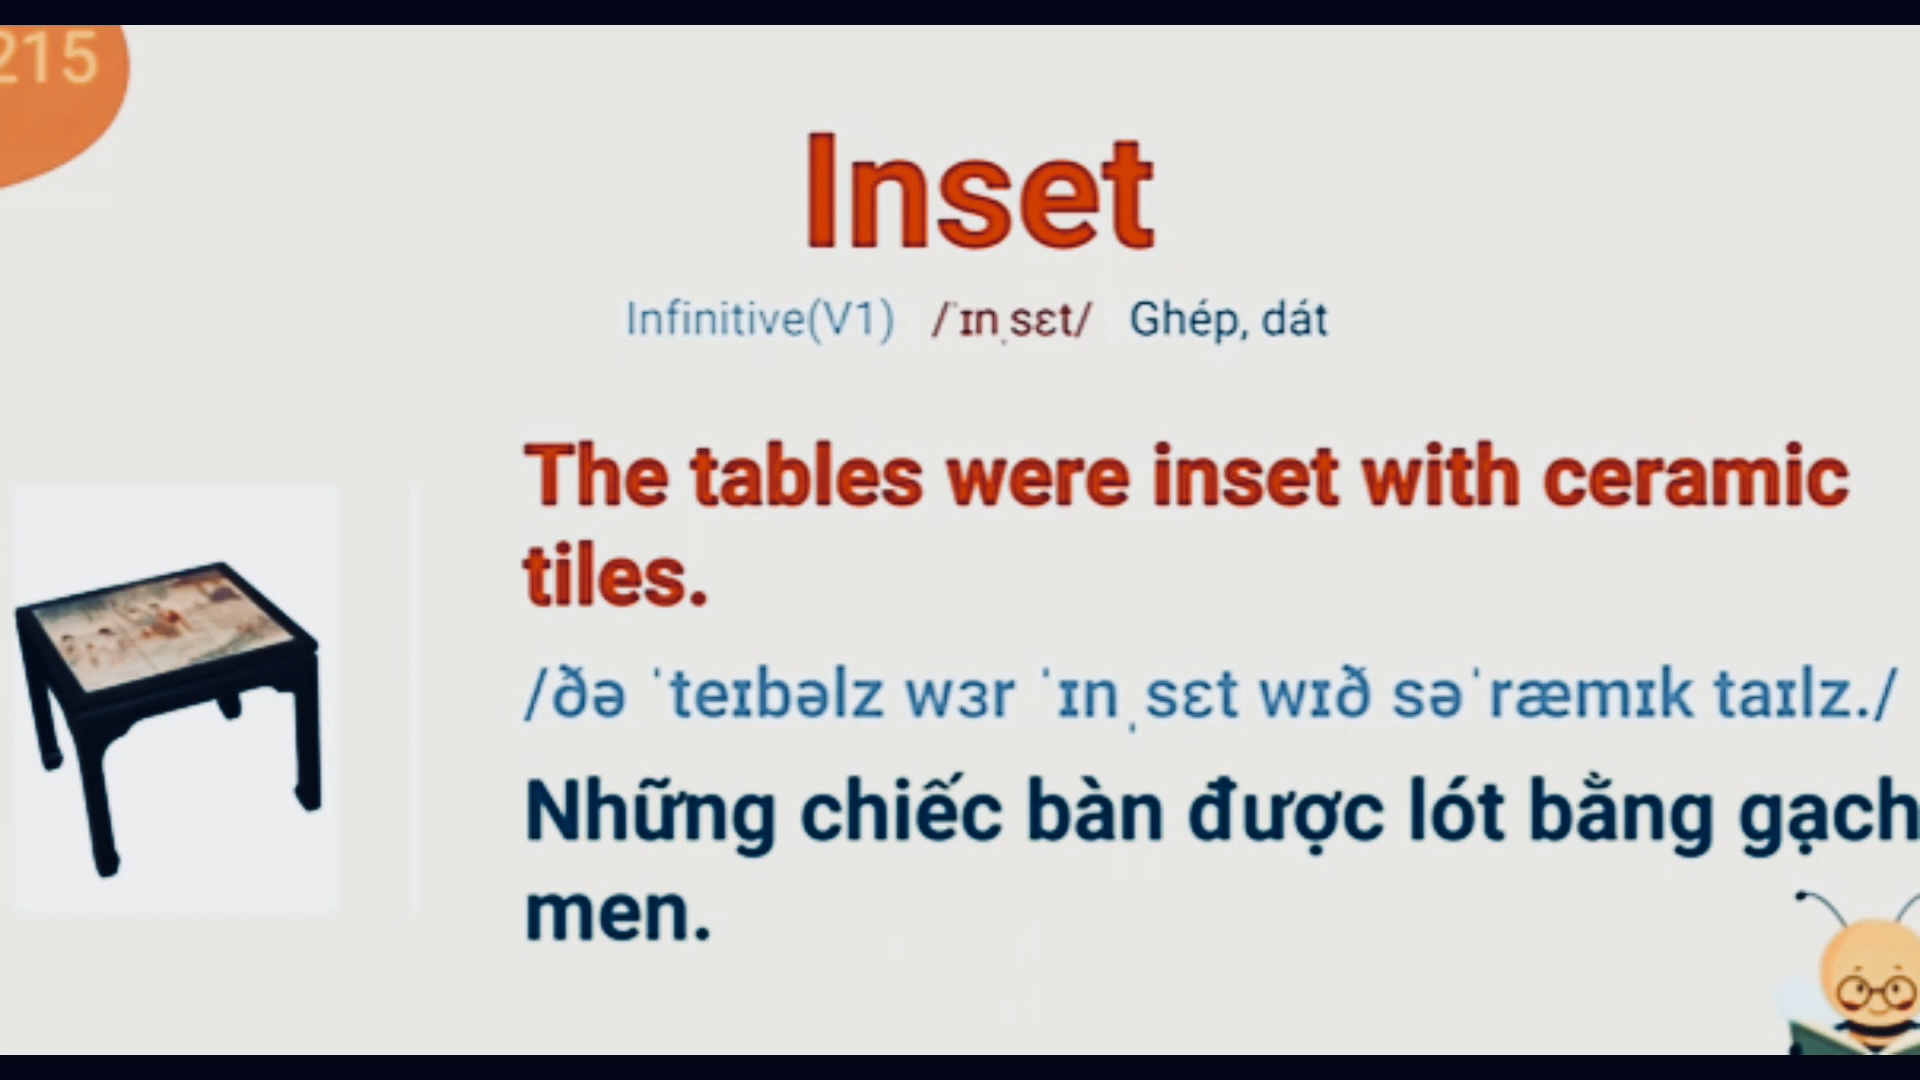 215
Inset
Infinitive(V1) /ˈɪnˌsɛt/ Ghép, dát
The tables were inset with ceramic
tiles.
/ðə ˈteɪbəlz wɜr ˈɪnˌsɛt wɪð səˈræmɪk taɪlz./
Những chiếc bàn được lót bằng gạch
men.